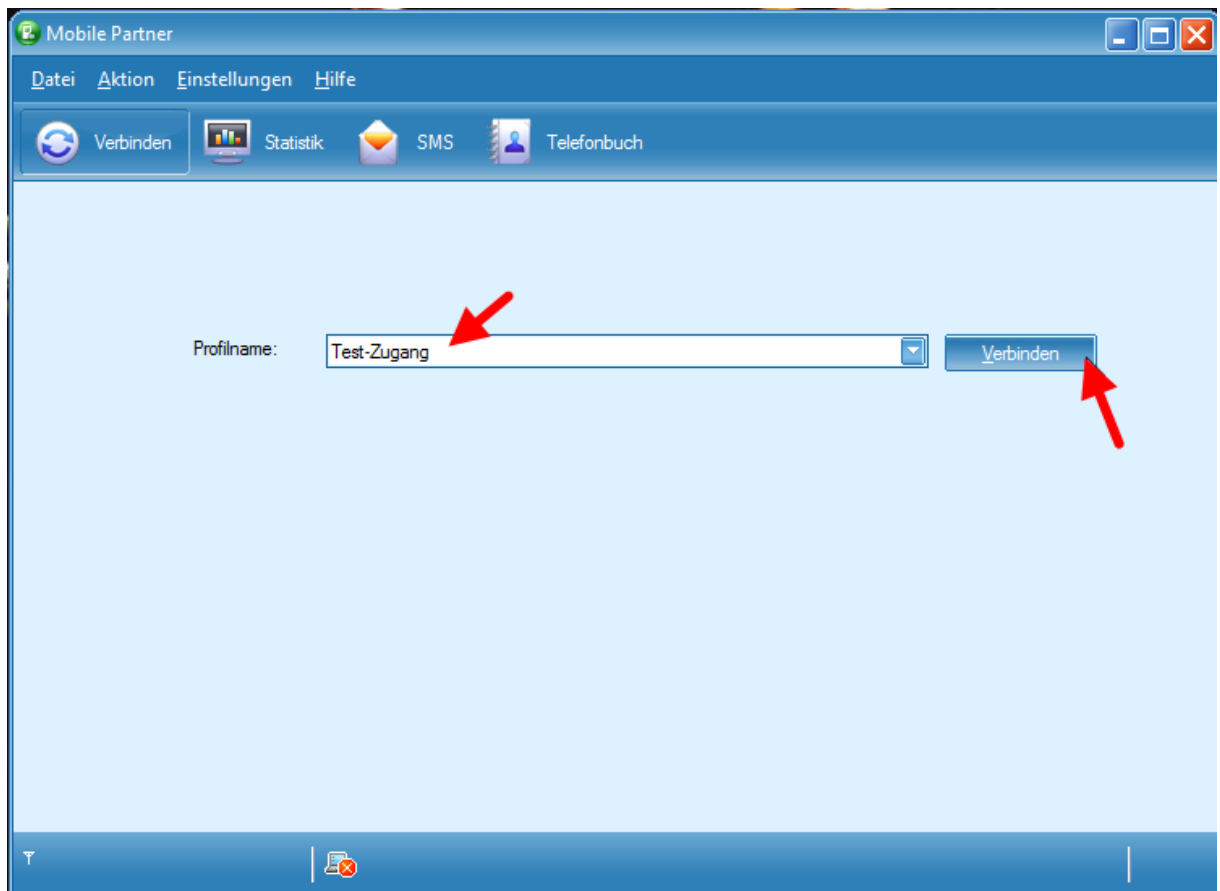 Mobile Partner
Datei Aktion Einstellungen Hilfe
Verbinden Statistik SMS Telefonbuch
Profilname: Test-Zugang Verbinden